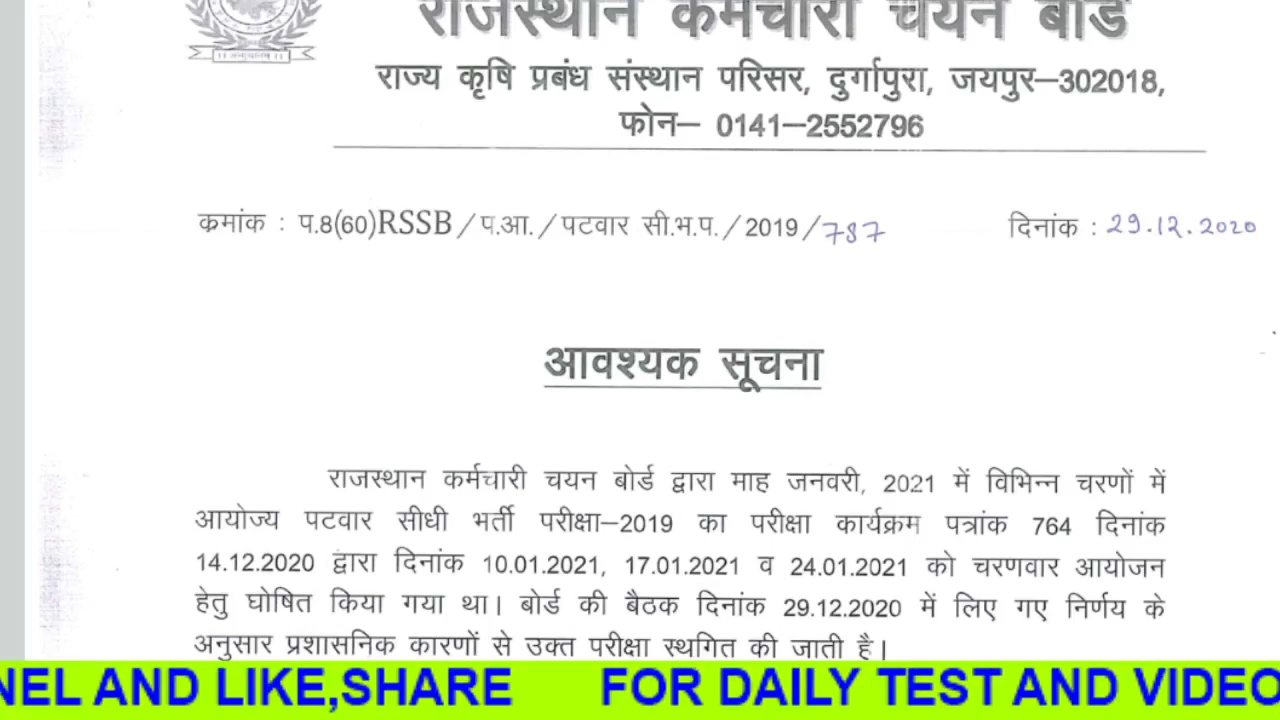 राजस्थान कर्मचारी चयन बोर्ड
राज्य कृषि प्रबंध संस्थान परिसर, दुर्गापुरा, जयपुर–302018,
फोन– 0141–2552796
क्रमांक : प.8(60)RSSB/प.आ./पटवार सी.भ.प./2019/787 दिनांक : 29.12.2020
आवश्यक सूचना
राजस्थान कर्मचारी चयन बोर्ड द्वारा माह जनवरी, 2021 में विभिन्न चरणों में
आयोज्य पटवार सीधी भर्ती परीक्षा–2019 का परीक्षा कार्यक्रम पत्रांक 764 दिनांक
14.12.2020 द्वारा दिनांक 10.01.2021, 17.01.2021 व 24.01.2021 को चरणवार आयोजन
हेतु घोषित किया गया था। बोर्ड की बैठक दिनांक 29.12.2020 में लिए गए निर्णय के
अनुसार प्रशासनिक कारणों से उक्त परीक्षा स्थगित की जाती है।
NEL AND LIKE,SHARE FOR DAILY TEST AND VIDEO